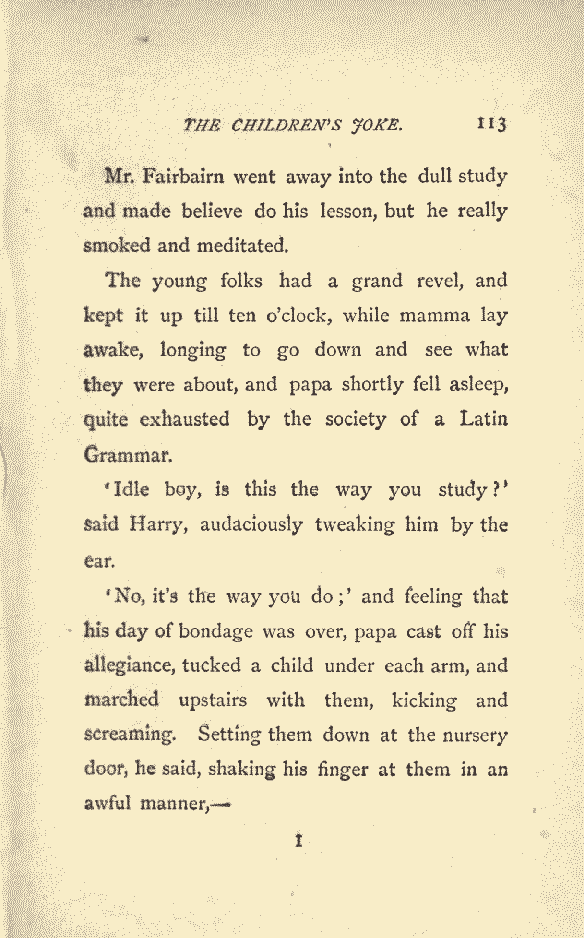 THE CHILDREN'S JOKE. 113
Mr. Fairbairn went away into the dull study
and made believe do his lesson, but he really
smoked and meditated.
The young folks had a grand revel, and
kept it up till ten o'clock, while mamma lay
awake, longing to go down and see what
they were about, and papa shortly fell asleep,
quite exhausted by the society of a Latin
Grammar.
'Idle boy, is this the way you study?'
said Harry, audaciously tweaking him by the
ear.
'No, it's the way you do;' and feeling that
his day of bondage was over, papa cast off his
allegiance, tucked a child under each arm, and
marched upstairs with them, kicking and
screaming. Setting them down at the nursery
door, he said, shaking his finger at them in an
awful manner,—
I